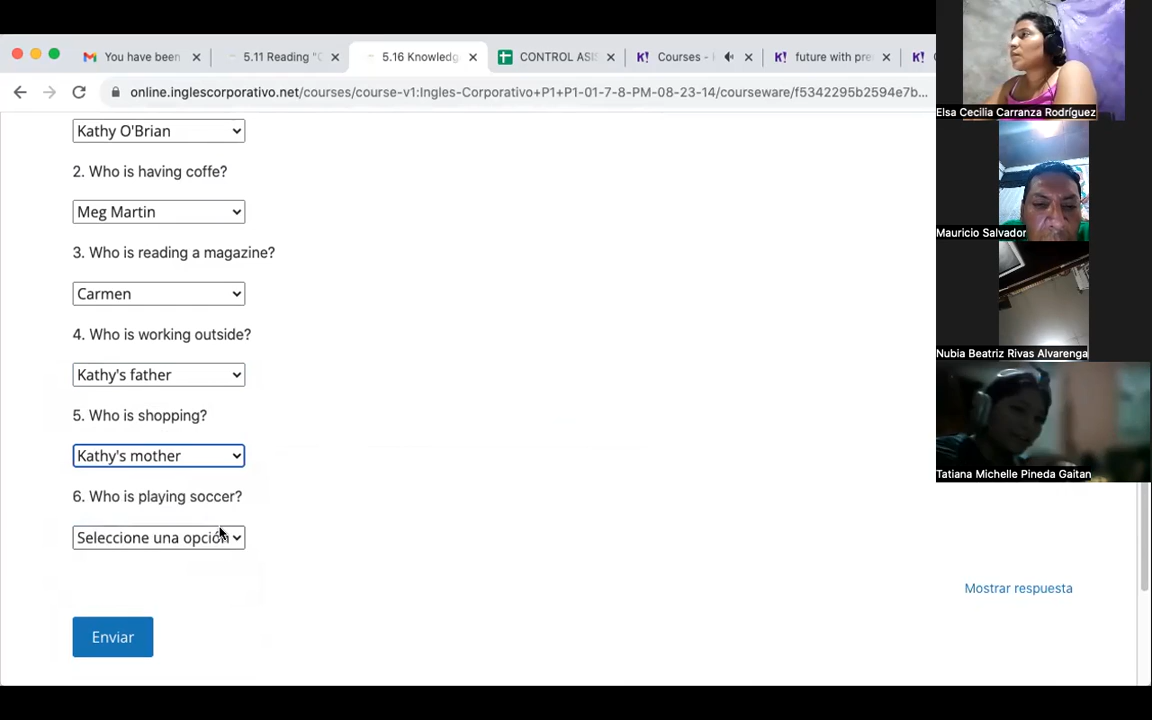 You have been
5.11 Reading "
5.16 Knowledg
CONTROL ASI
Courses -
future with pre
online.inglescorporativo.net/courses/course-v1:Ingles-Corporativo+P1+P1-01-7-8-PM-08-23-14/courseware/f5342295b2594e7b...
Kathy O'Brian
2. Who is having coffe?
Meg Martin
3. Who is reading a magazine?
Carmen
4. Who is working outside?
Kathy's father
5. Who is shopping?
Kathy's mother
6. Who is playing soccer?
Seleccione una opción
Mostrar respuesta
Enviar
Elsa Cecilia Carranza Rodríguez
Mauricio Salvador
Nubia Beatriz Rivas Alvarenga
Tatiana Michelle Pineda Gaitan